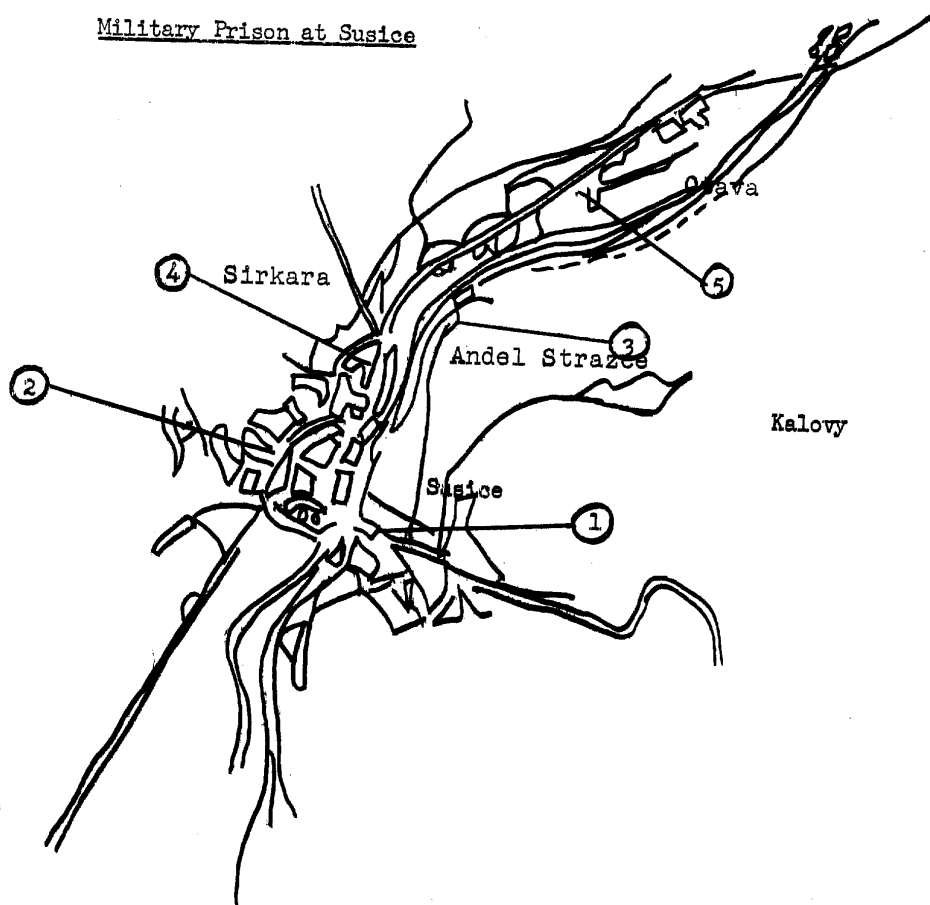 Military Prison at Susice
Otava
5
4
Sirkara
3
Andel Strazce
2
Kalovy
Susice
1